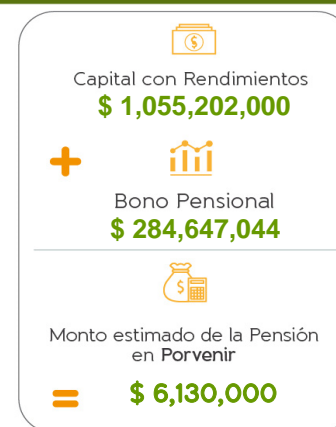 Capital con Rendimientos
$ 1,055,202,000
+
Bono Pensional
$ 284,647,044
$
Monto estimado de la Pensión
en Porvenir
= $ 6,130,000